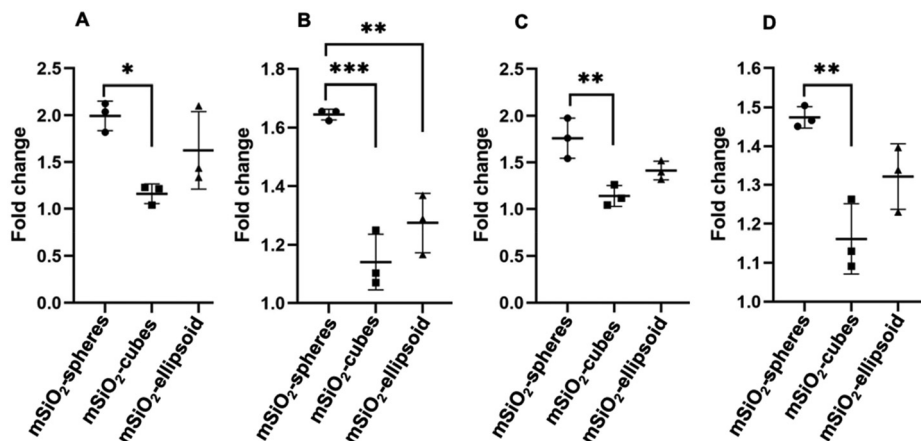 A
Fold change
2.5
2.0
1.5
1.0
0.5
0.0
*
mSiO₂-spheres
mSiO₂-cubes
mSiO₂-ellipsoid
B
Fold change
1.8
1.6
1.4
1.2
1.0
**
***
mSiO₂-spheres
mSiO₂-cubes
mSiO₂-ellipsoid
C
Fold change
2.5
2.0
1.5
1.0
0.5
0.0
**
mSiO₂-spheres
mSiO₂-cubes
mSiO₂-ellipsoid
D
Fold change
1.6
1.5
1.4
1.3
1.2
1.1
1.0
**
mSiO₂-spheres
mSiO₂-cubes
mSiO₂-ellipsoid